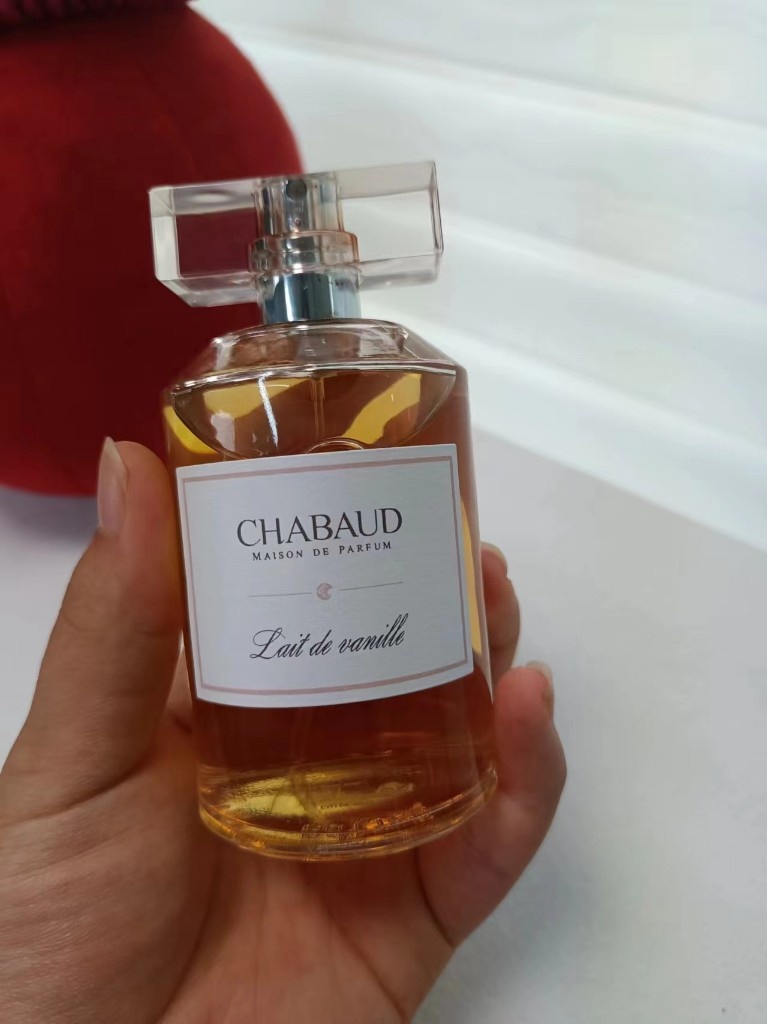 CHABAUD
MAISON DE PARFUM
Lait de vanille